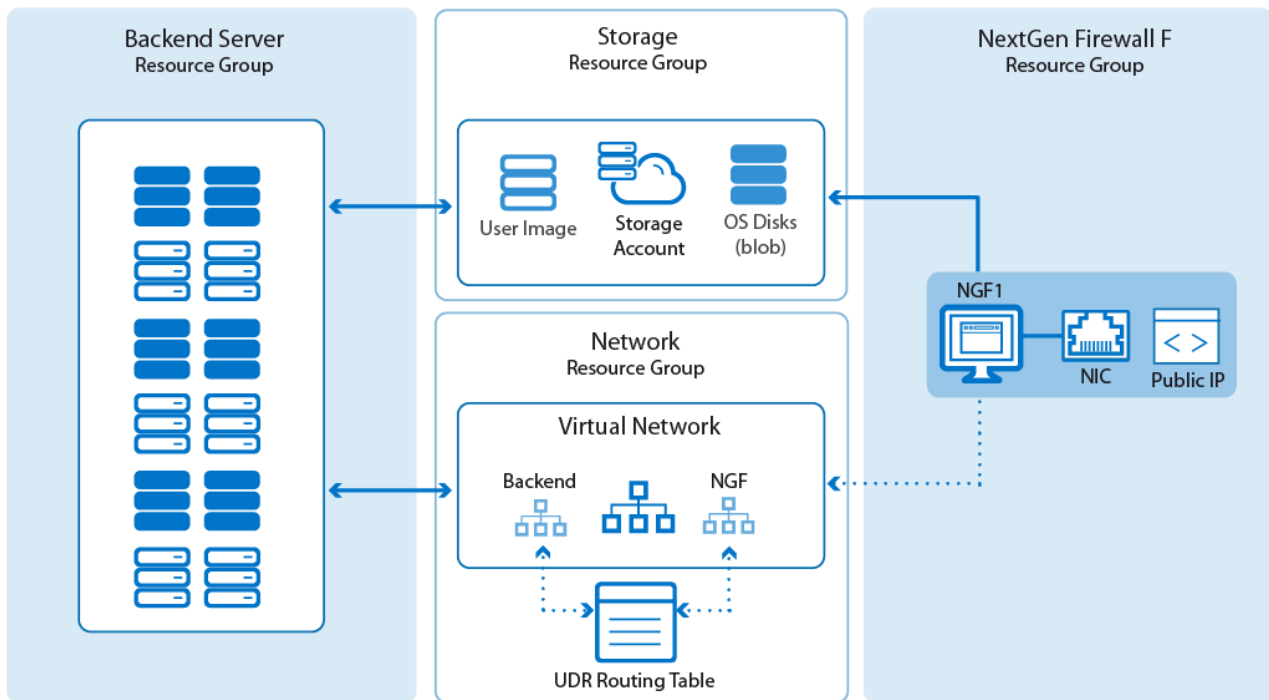 Backend Server
Resource Group
Storage
Resource Group
User Image
Storage
Account
OS Disks
(blob)
Network
Resource Group
Virtual Network
Backend
NGF
UDR Routing Table
NextGen Firewall F
Resource Group
NGF1
NIC
< >
Public IP